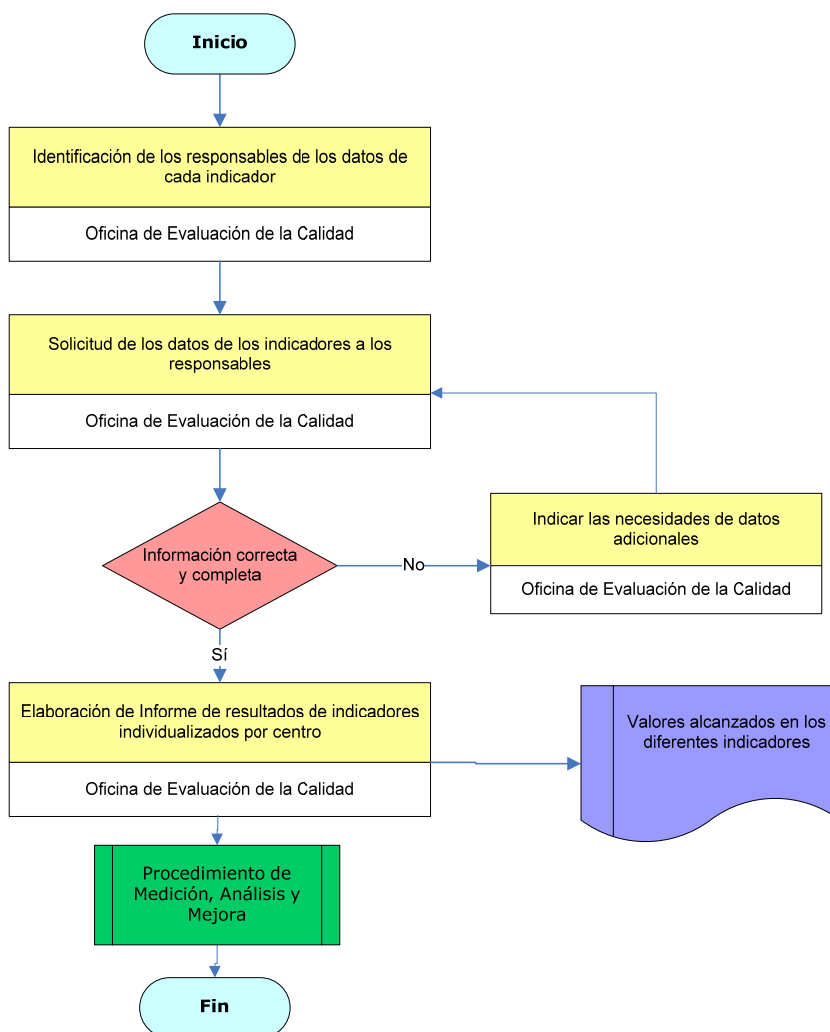 Inicio
Identificación de los responsables de los datos de
cada indicador
Oficina de Evaluación de la Calidad
Solicitud de los datos de los indicadores a los
responsables
Oficina de Evaluación de la Calidad
Información correcta
y completa
No
Indicar las necesidades de datos
adicionales
Oficina de Evaluación de la Calidad
Sí
Elaboración de Informe de resultados de indicadores
individualizados por centro
Oficina de Evaluación de la Calidad
Valores alcanzados en los
diferentes indicadores
Procedimiento de
Medición, Análisis y
Mejora
Fin